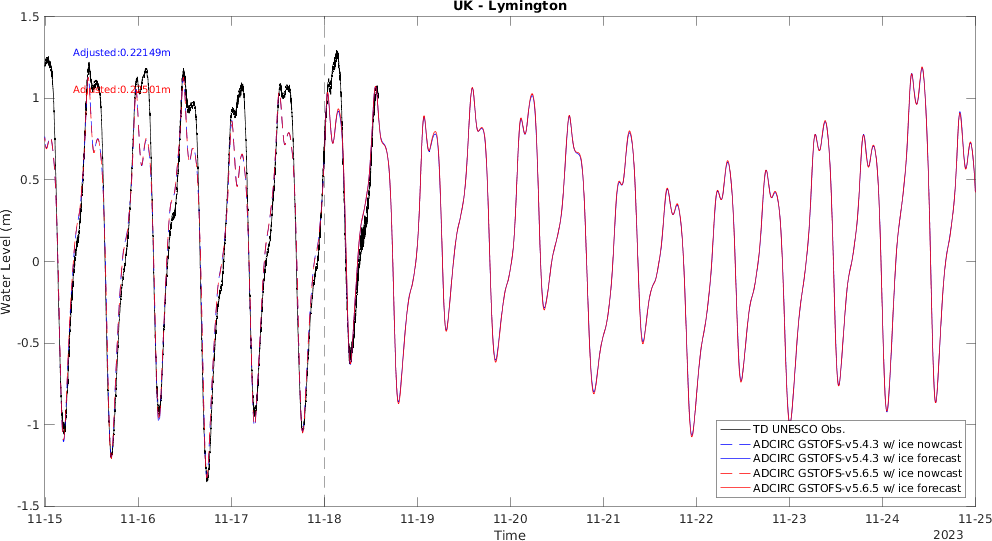 UK - Lymington
Adjusted:0.22149m
Water Level (m)
1.5
1
0.5
0
-0.5
-1
-1.5
TD UNESCO Obs.
ADCIRC GSTOFS-v5.4.3 w/ ice nowcast
ADCIRC GSTOFS-v5.4.3 w/ ice forecast
ADCIRC GSTOFS-v5.6.5 w/ ice nowcast
ADCIRC GSTOFS-v5.6.5 w/ ice forecast
11-15 11-16 11-17 11-18 11-19 11-20 11-21 11-22 11-23 11-24 11-25
Time
2023